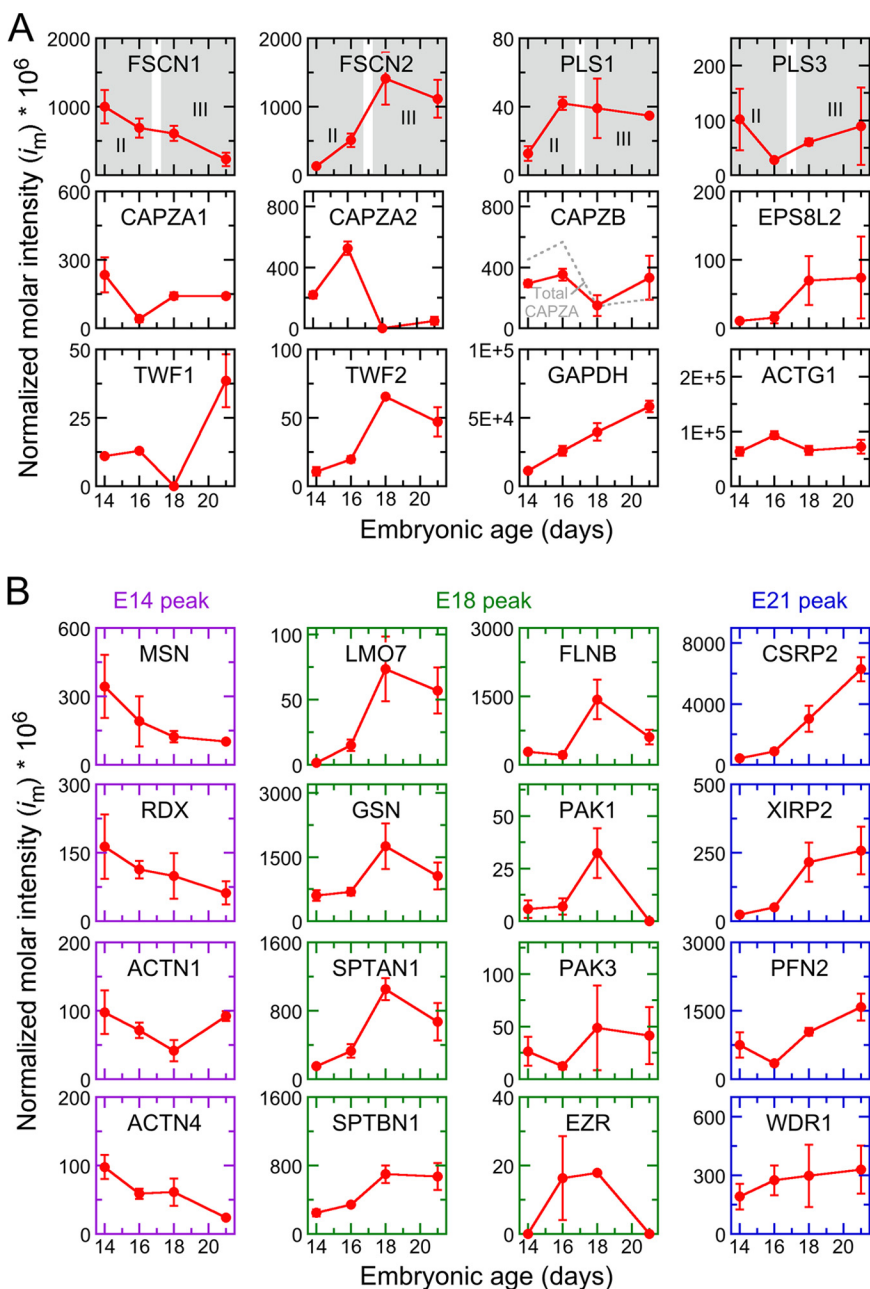 A
Normalized molar intensity (im) * 10^6
2000
1000
0
FSCN1
II
III
2000
1000
0
FSCN2
II
III
80
40
0
PLS1
II
III
200
100
0
PLS3
II
III
600
300
0
CAPZA1
800
400
0
CAPZA2
800
400
0
CAPZB
Total
CAPZA
200
100
0
EPS8L2
50
25
0
TWF1
100
50
0
TWF2
1E+5
5E+4
0
GAPDH
2E+5
1E+5
0
ACTG1
14 16 18 20
14 16 18 20
14 16 18 20
14 16 18 20
Embryonic age (days)
B
E14 peak
E18 peak
E21 peak
Normalized molar intensity (im) * 10^6
600
300
0
MSN
100
50
0
LMO7
3000
1500
0
FLNB
8000
4000
0
CSRP2
300
150
0
RDX
3000
1500
0
GSN
50
25
0
PAK1
500
250
0
XIRP2
200
100
0
ACTN1
1600
800
0
SPTAN1
100
50
0
PAK3
3000
1500
0
PFN2
200
100
0
ACTN4
1600
800
0
SPTBN1
40
20
0
EZR
600
300
0
WDR1
14 16 18 20
14 16 18 20
14 16 18 20
14 16 18 20
Embryonic age (days)